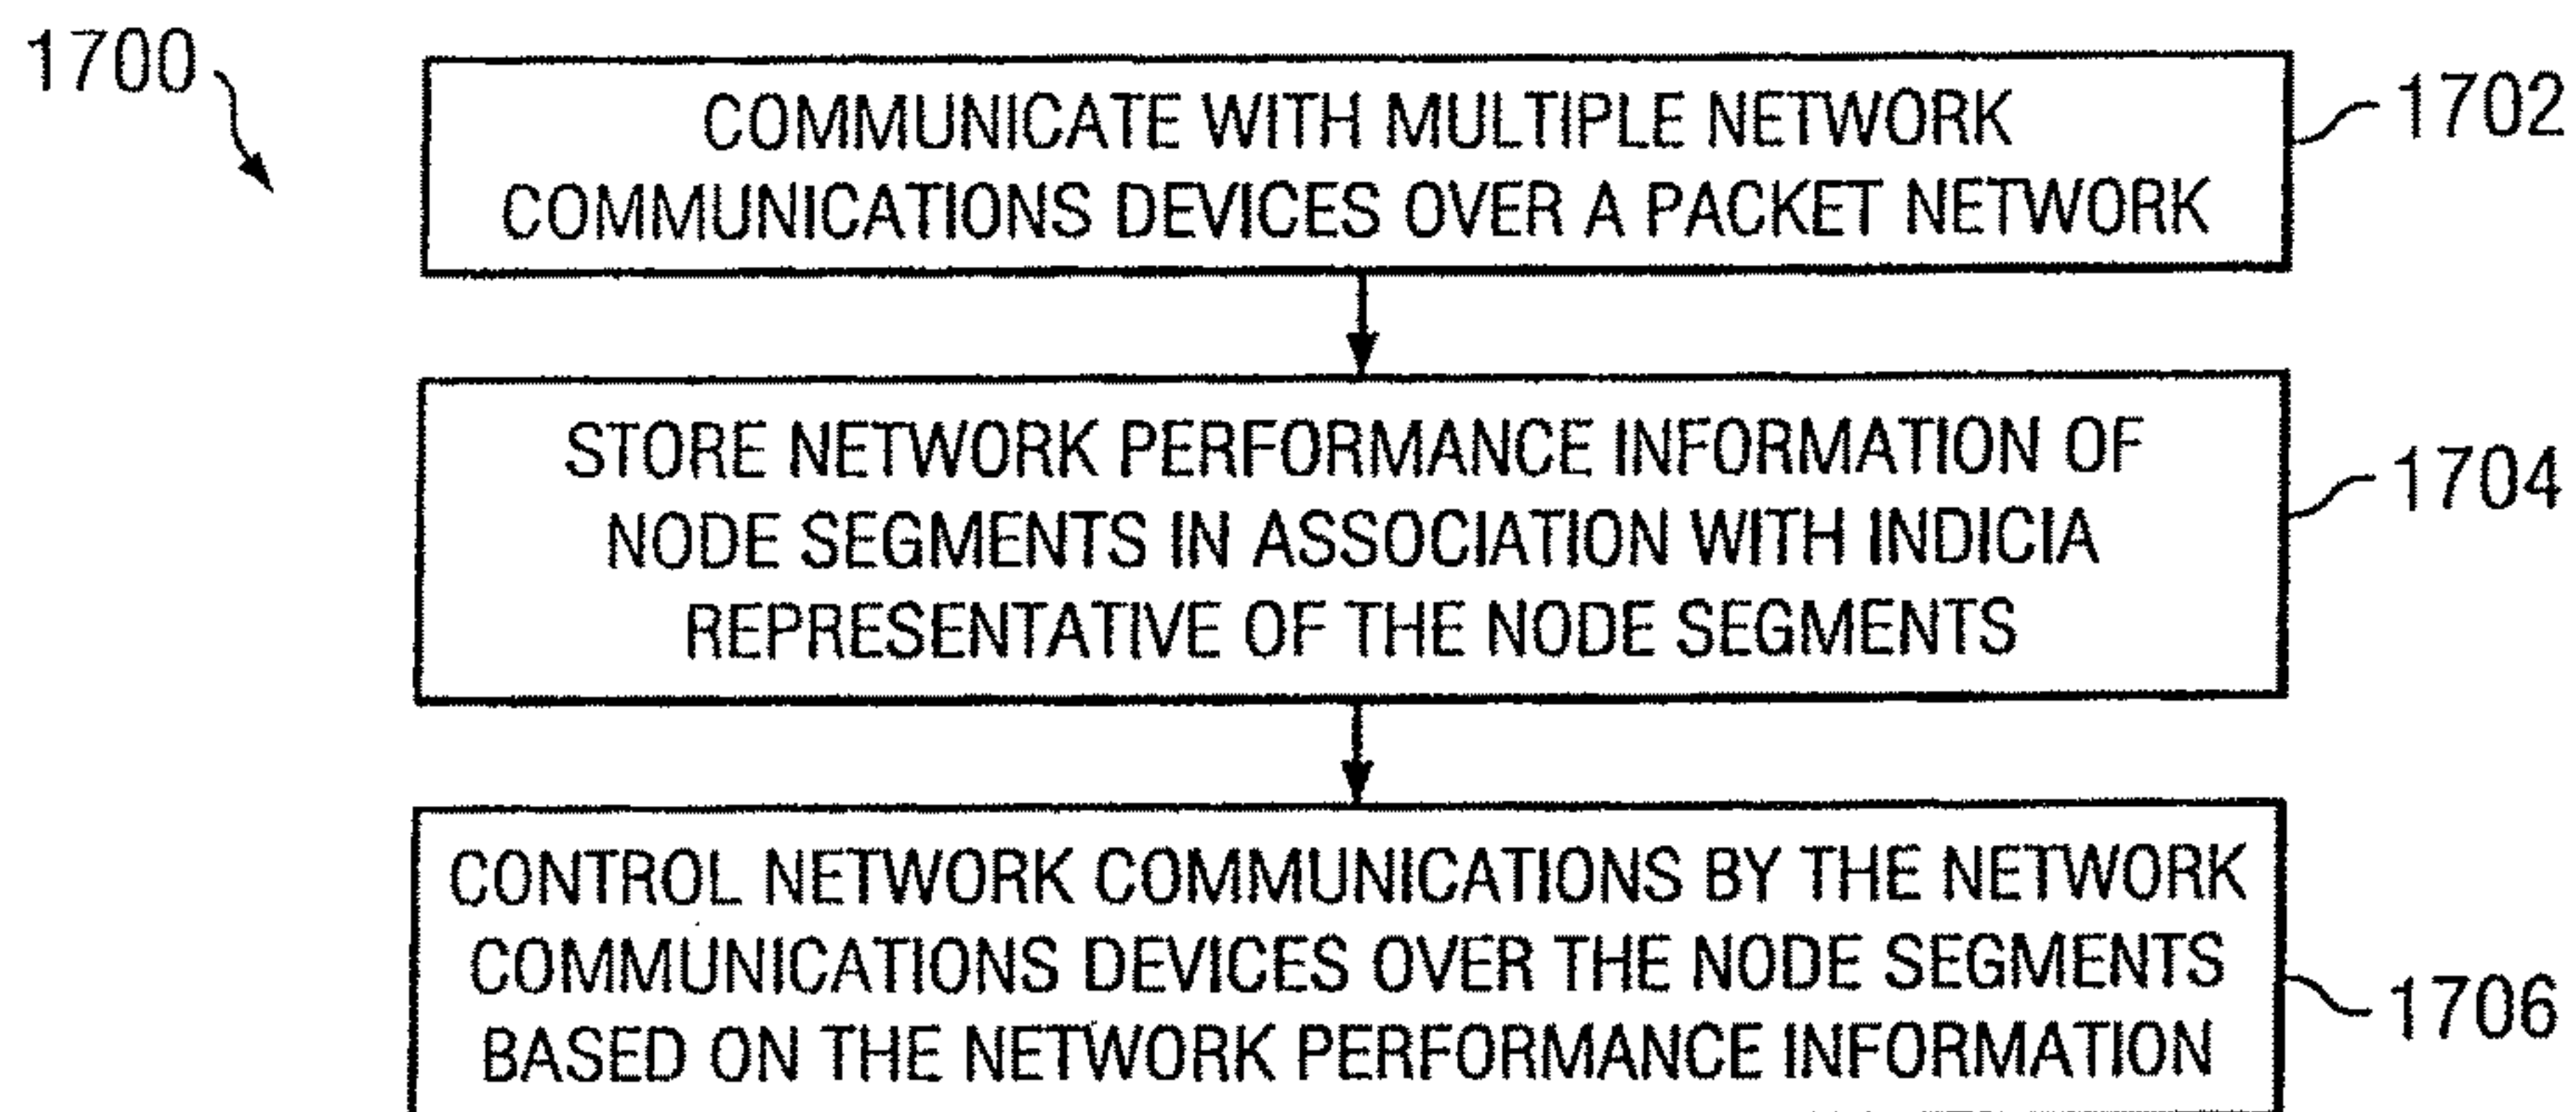 1700
COMMUNICATE WITH MULTIPLE NETWORK
COMMUNICATIONS DEVICES OVER A PACKET NETWORK
1702
STORE NETWORK PERFORMANCE INFORMATION OF
NODE SEGMENTS IN ASSOCIATION WITH INDICIA
REPRESENTATIVE OF THE NODE SEGMENTS
1704
CONTROL NETWORK COMMUNICATIONS BY THE NETWORK
COMMUNICATIONS DEVICES OVER THE NODE SEGMENTS
BASED ON THE NETWORK PERFORMANCE INFORMATION
1706